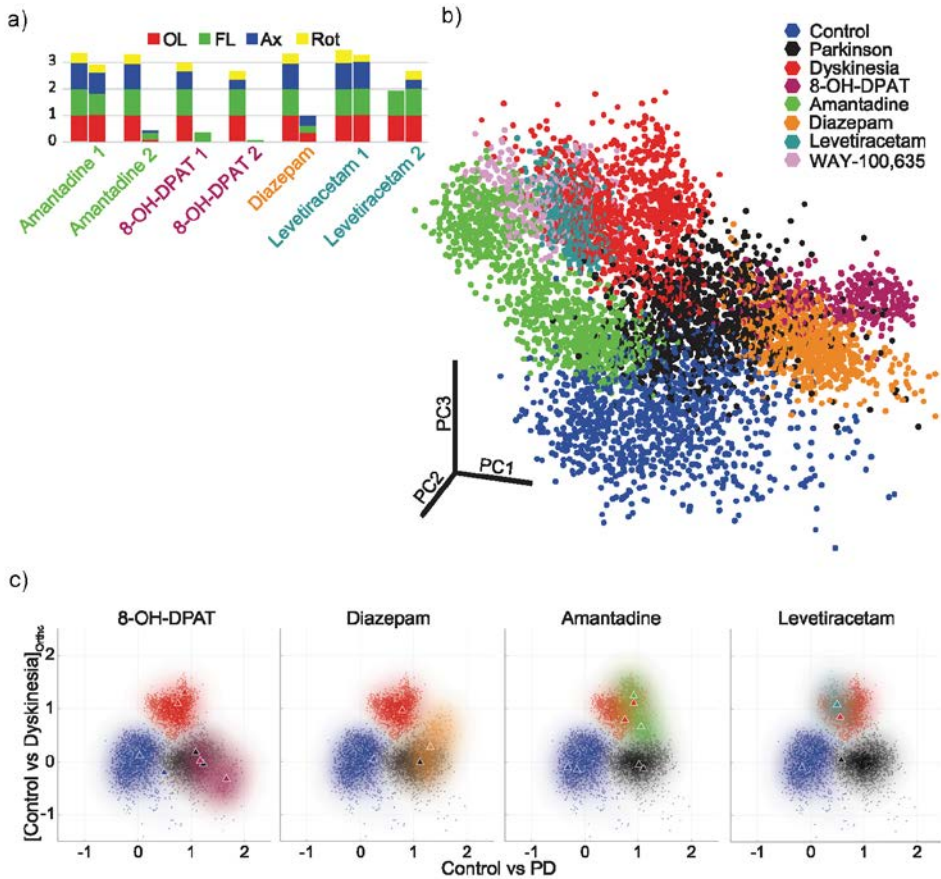 a)
OL FL Ax Rot
3
2
1
0
Amantadine 1
Amantadine 2
8-OH-DPAT 1
8-OH-DPAT 2
Diazepam
Levetiracetam 1
Levetiracetam 2
b)
Control
Parkinson
Dyskinesia
8-OH-DPAT
Amantadine
Diazepam
Levetiracetam
WAY-100,635
PC3
PC2
PC1
c)
8-OH-DPAT Diazepam Amantadine Levetiracetam
[Control vs Dyskinesia]Ortho
2
1
0
-1
-1 0 1 2 -1 0 1 2 -1 0 1 2 -1 0 1 2
Control vs PD